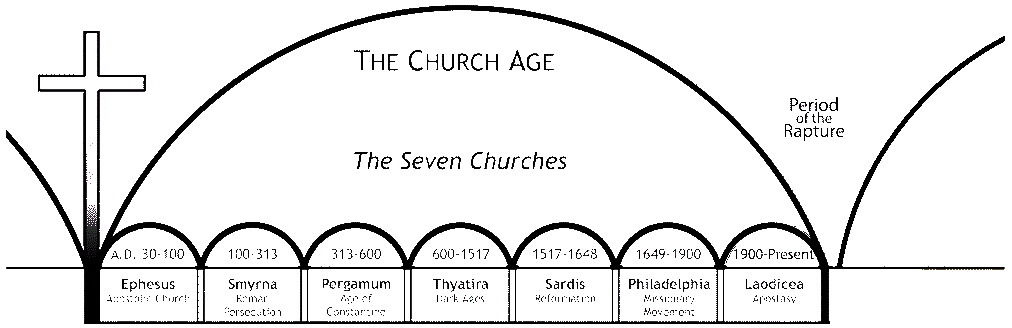 THE CHURCH AGE
Period
of the
Rapture
The Seven Churches
A.D. 30-100
100-313
313-600
600-1517
1517-1648
1649-1900
1900-Present
Ephesus
Apostolic Church
Smyrna
Roman
Persecution
Pergamum
Age of
Constantine
Thyatira
Dark Ages
Sardis
Reformation
Philadelphia
Missionary
Movement
Laodicea
Apostasy